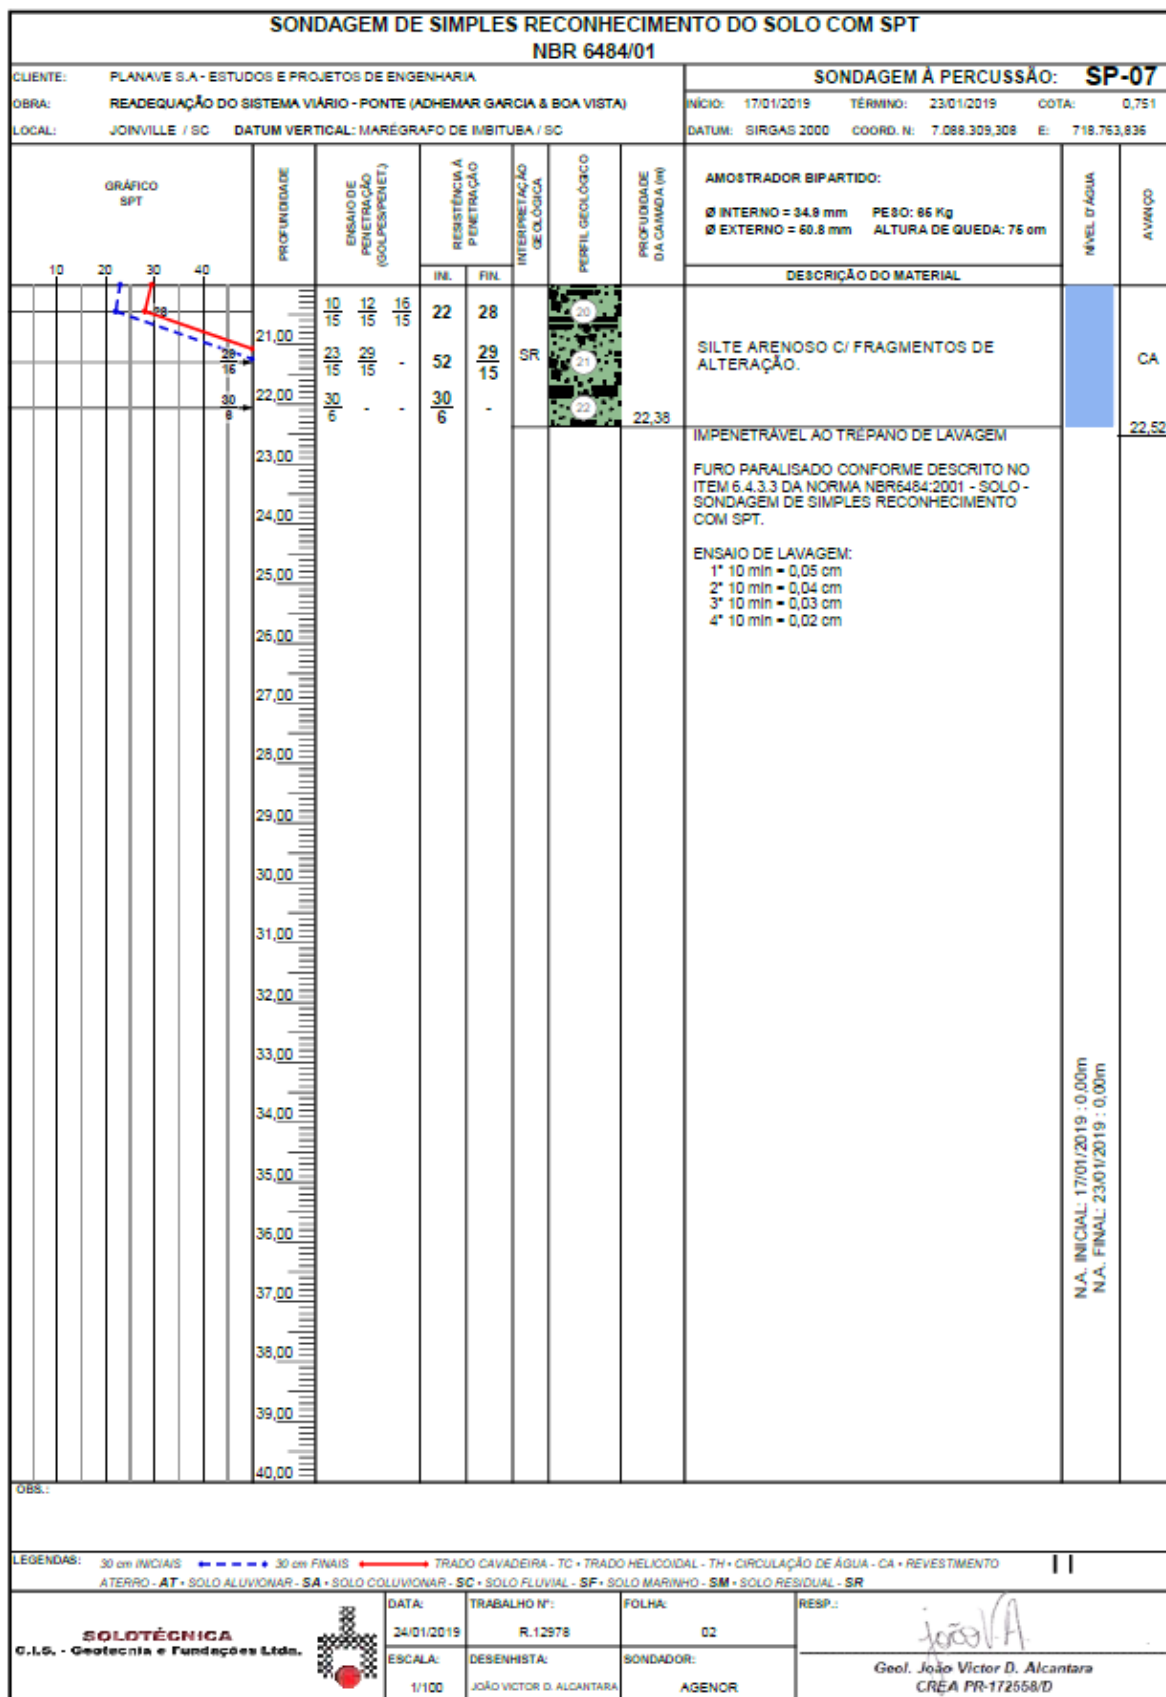 SONDAGEM DE SIMPLES RECONHECIMENTO DO SOLO COM SPT
NBR 6484/01
CLIENTE: PLANAVE S.A - ESTUDOS E PROJETOS DE ENGENHARIA
SONDAGEM À PERCUSSÃO: SP-07
OBRA: READEQUAÇÃO DO SISTEMA VIÁRIO - PONTE (ADHEMAR GARCIA & BOA VISTA)
INÍCIO: 17/01/2019 TÉRMINO: 23/01/2019 COTA: 0,751
LOCAL: JOINVILLE / SC DATUM VERTICAL: MARÉGRAFO DE IMBITUBA / SC
DATUM: SIRGAS 2000 COORD. N: 7.088.309,308 E: 718.763,836
GRÁFICO
SPT
10 20 30 40
PROFUNDIDADE
ENSAIO DE
PENETRAÇÃO
(GOLPES/PENET.)
RESISTÊNCIA À
PENETRAÇÃO
INI. FIN.
INTERPRETAÇÃO
GEOLÓGICA
PERFIL GEOLÓGICO
PROFUDIDADE
DA CAMADA (m)
AMOSTRADOR BIPARTIDO:
Ø INTERNO = 34.9 mm PESO: 65 Kg
Ø EXTERNO = 50.8 mm ALTURA DE QUEDA: 75 cm
DESCRIÇÃO DO MATERIAL
NÍVEL D'ÁGUA
AVANÇO
28
10/15 12/15 16/15 22 28
20
21,00
29/15
23/15 29/15 - 52 29/15
SR
21
SILTE ARENOSO C/ FRAGMENTOS DE
ALTERAÇÃO.
CA
30/6
22,00
30/6 - - 30/6 -
22
22,38
22,52
IMPENETRÁVEL AO TRÉPANO DE LAVAGEM
FURO PARALISADO CONFORME DESCRITO NO
ITEM 6.4.3.3 DA NORMA NBR6484:2001 - SOLO -
SONDAGEM DE SIMPLES RECONHECIMENTO
COM SPT.
ENSAIO DE LAVAGEM:
1° 10 min = 0,05 cm
2° 10 min = 0,04 cm
3° 10 min = 0,03 cm
4° 10 min = 0,02 cm
23,00
24,00
25,00
26,00
27,00
28,00
29,00
30,00
31,00
32,00
33,00
34,00
35,00
36,00
37,00
38,00
39,00
40,00
N.A. INICIAL: 17/01/2019 : 0,00m
N.A. FINAL: 23/01/2019 : 0,00m
OBS.:
LEGENDAS: 30 cm INICIAIS 30 cm FINAIS TRADO CAVADEIRA - TC • TRADO HELICOIDAL - TH • CIRCULAÇÃO DE ÁGUA - CA • REVESTIMENTO
ATERRO - AT • SOLO ALUVIONAR - SA • SOLO COLUVIONAR - SC • SOLO FLUVIAL - SF • SOLO MARINHO - SM • SOLO RESIDUAL - SR
SOLOTÉCNICA
C.I.S. - Geotecnia e Fundações Ltda.
DATA: TRABALHO N°: FOLHA: RESP.:
24/01/2019 R.12978 02
João V. A.
ESCALA: DESENHISTA: SONDADOR:
1/100 JOÃO VICTOR D. ALCANTARA AGENOR
Geol. João Victor D. Alcantara
CREA PR-172558/D